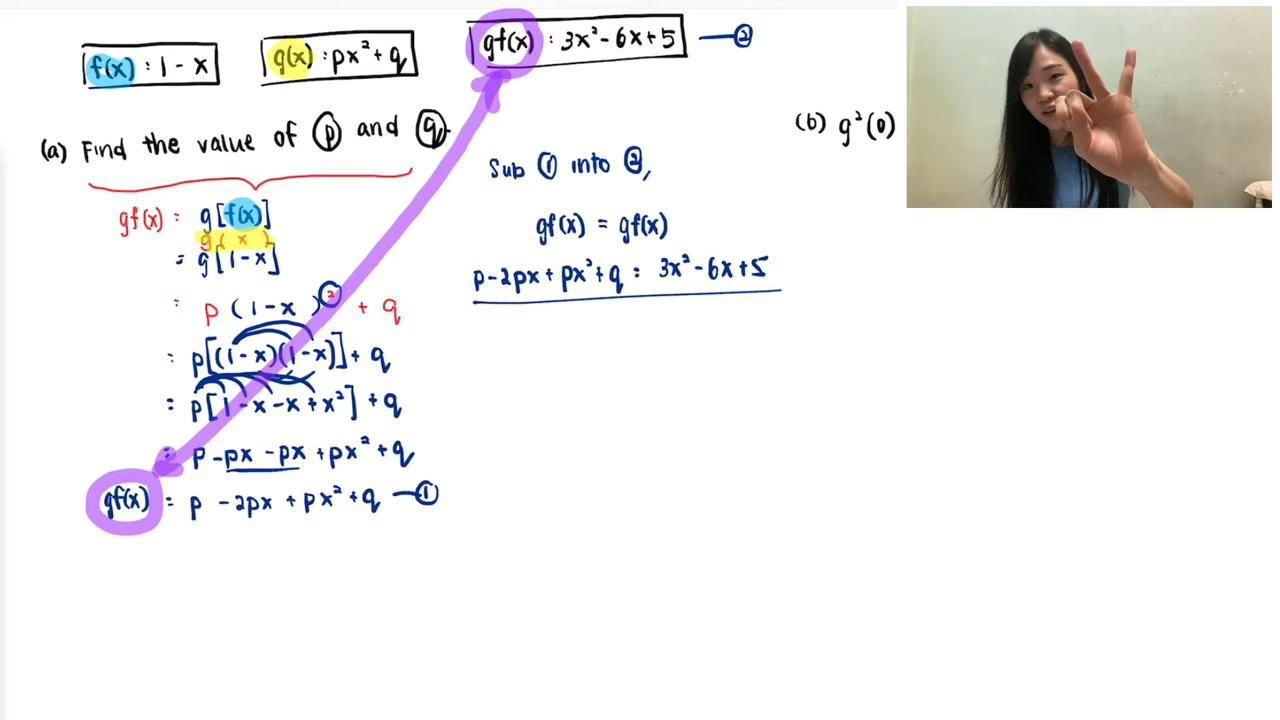 f(x) : 1 - x
g(x) : px² + q
gf(x) : 3x² - 6x + 5 — ②
(a) Find the value of p and q.
gf(x) = g[f(x)]
g( x )
= g[1 - x]
= p (1 - x)² + q
= p[(1 - x)(1 - x)] + q
= p[1 - x - x + x²] + q
= p - px - px + px² + q
gf(x) = p - 2px + px² + q — ①
Sub ① into ②,
gf(x) = gf(x)
p - 2px + px² + q = 3x² - 6x + 5
(b) g²(0)